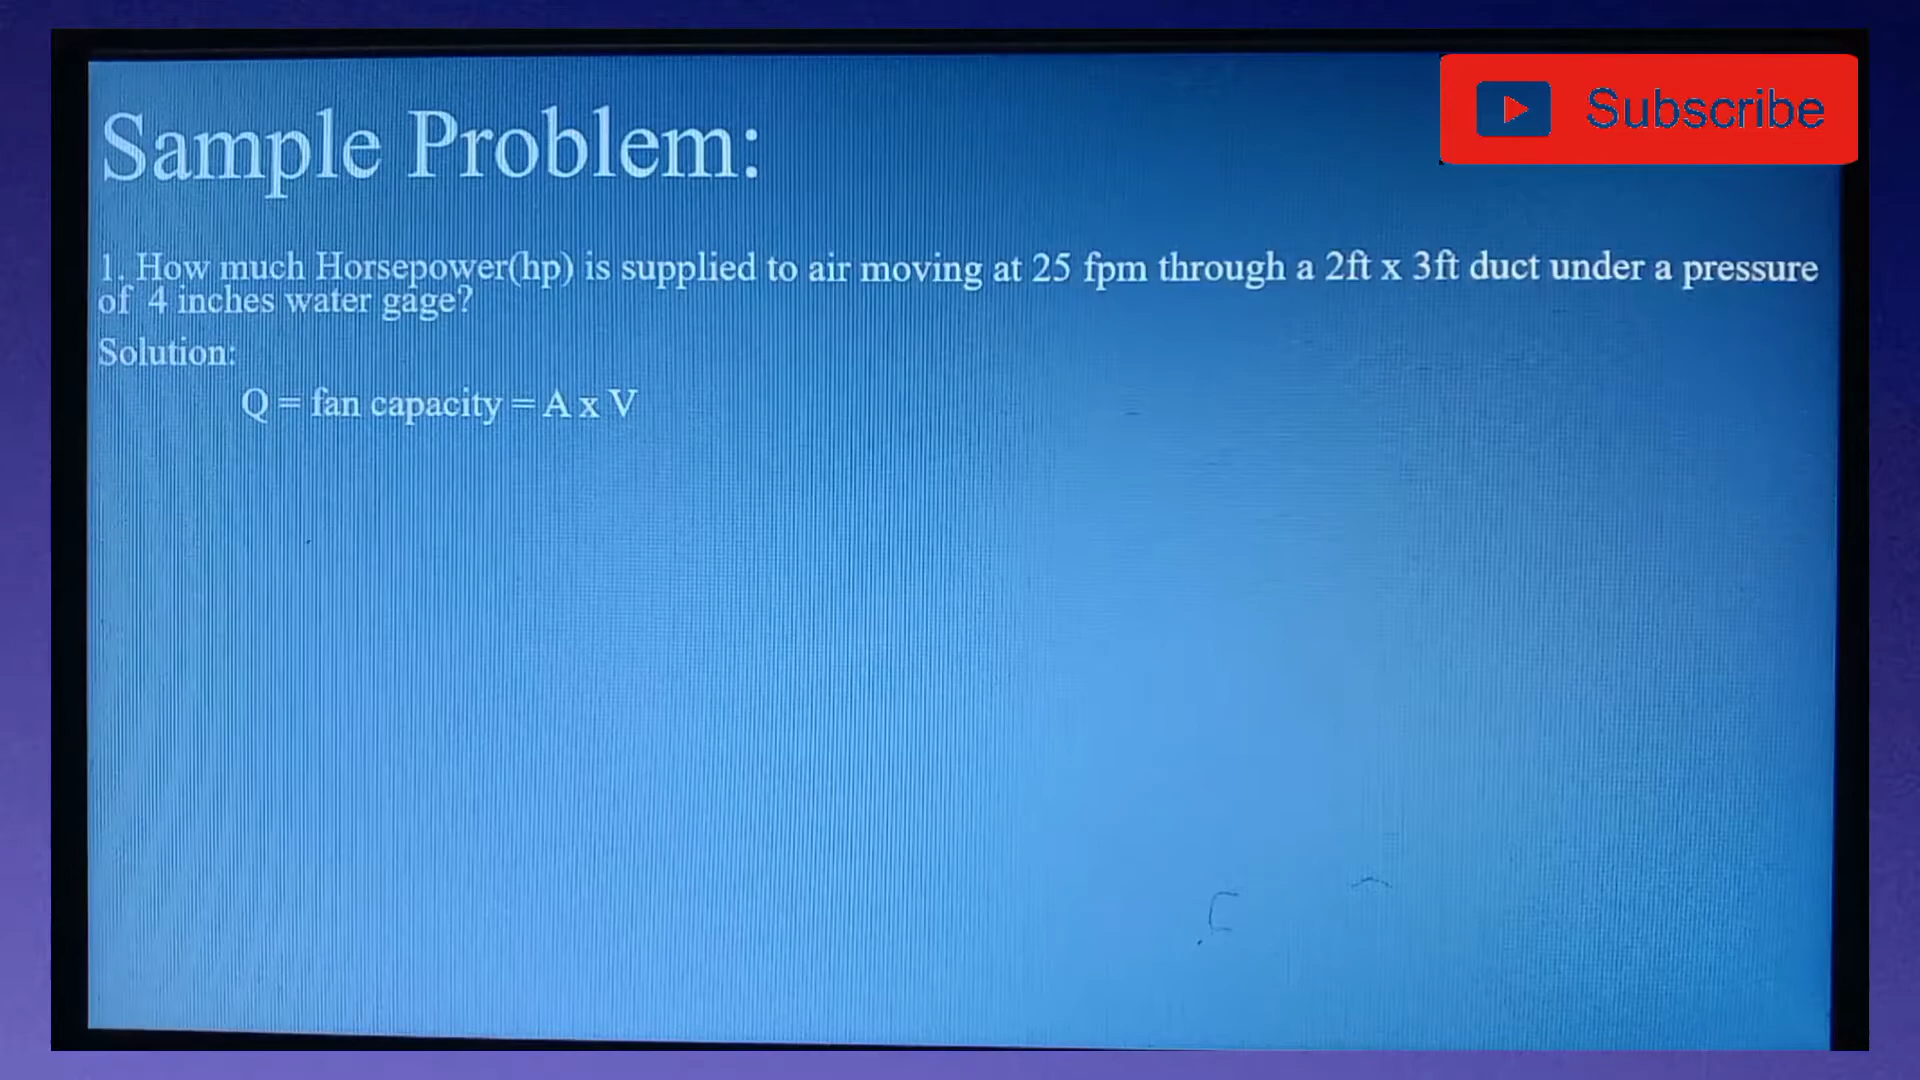 Subscribe
Sample Problem:
1. How much Horsepower(hp) is supplied to air moving at 25 fpm through a 2ft x 3ft duct under a pressure
of 4 inches water gage?
Solution:
Q = fan capacity = A x V